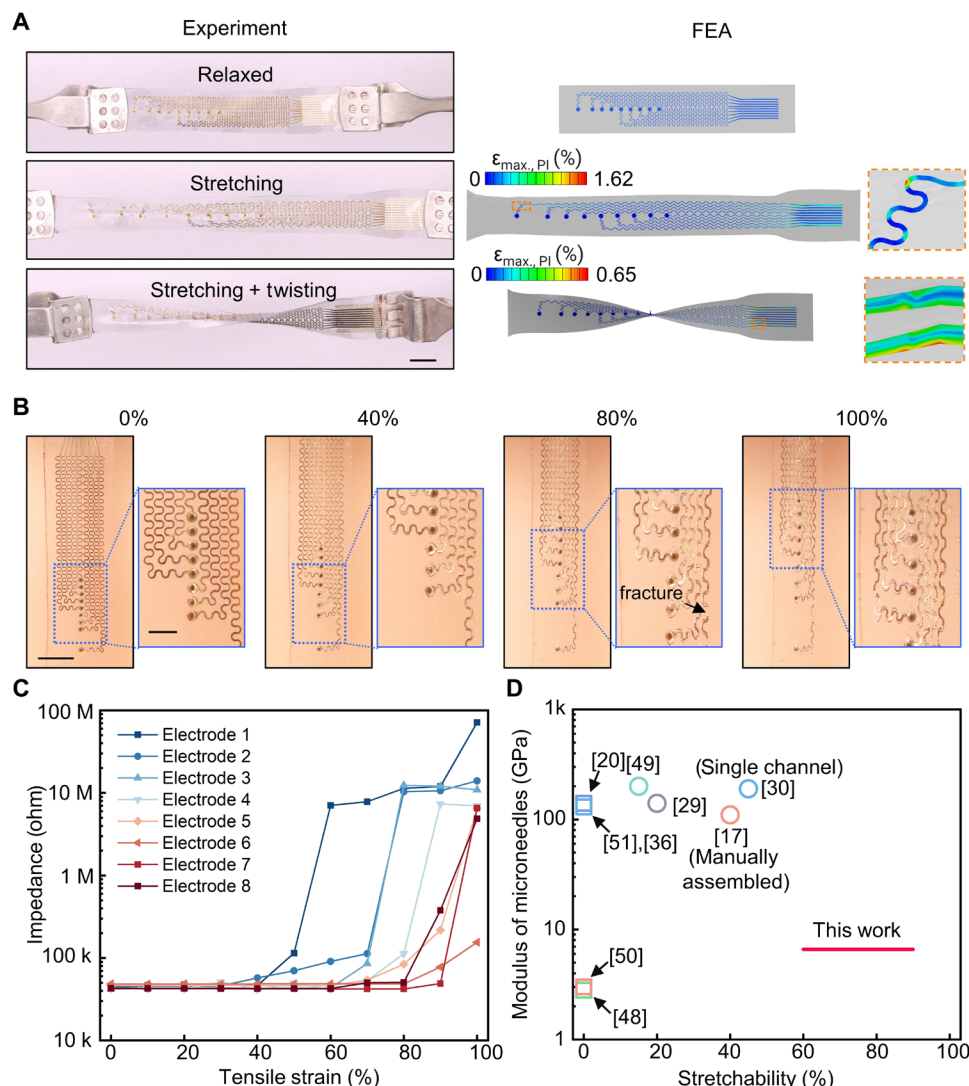 A
Experiment
FEA
Relaxed
Stretching
εmax., PI (%)
0
1.62
Stretching + twisting
εmax., PI (%)
0
0.65
B
0%
40%
80%
100%
fracture
C
100 M
10 M
1 M
100 k
10 k
Impedance (ohm)
Electrode 1
Electrode 2
Electrode 3
Electrode 4
Electrode 5
Electrode 6
Electrode 7
Electrode 8
0
20
40
60
80
100
Tensile strain (%)
D
1k
100
10
1
Modulus of microneedles (GPa)
[20]
[49]
(Single channel)
[30]
[29]
[51],[36]
[17]
(Manually
assembled)
This work
[50]
[48]
0
20
40
60
80
100
Stretchability (%)